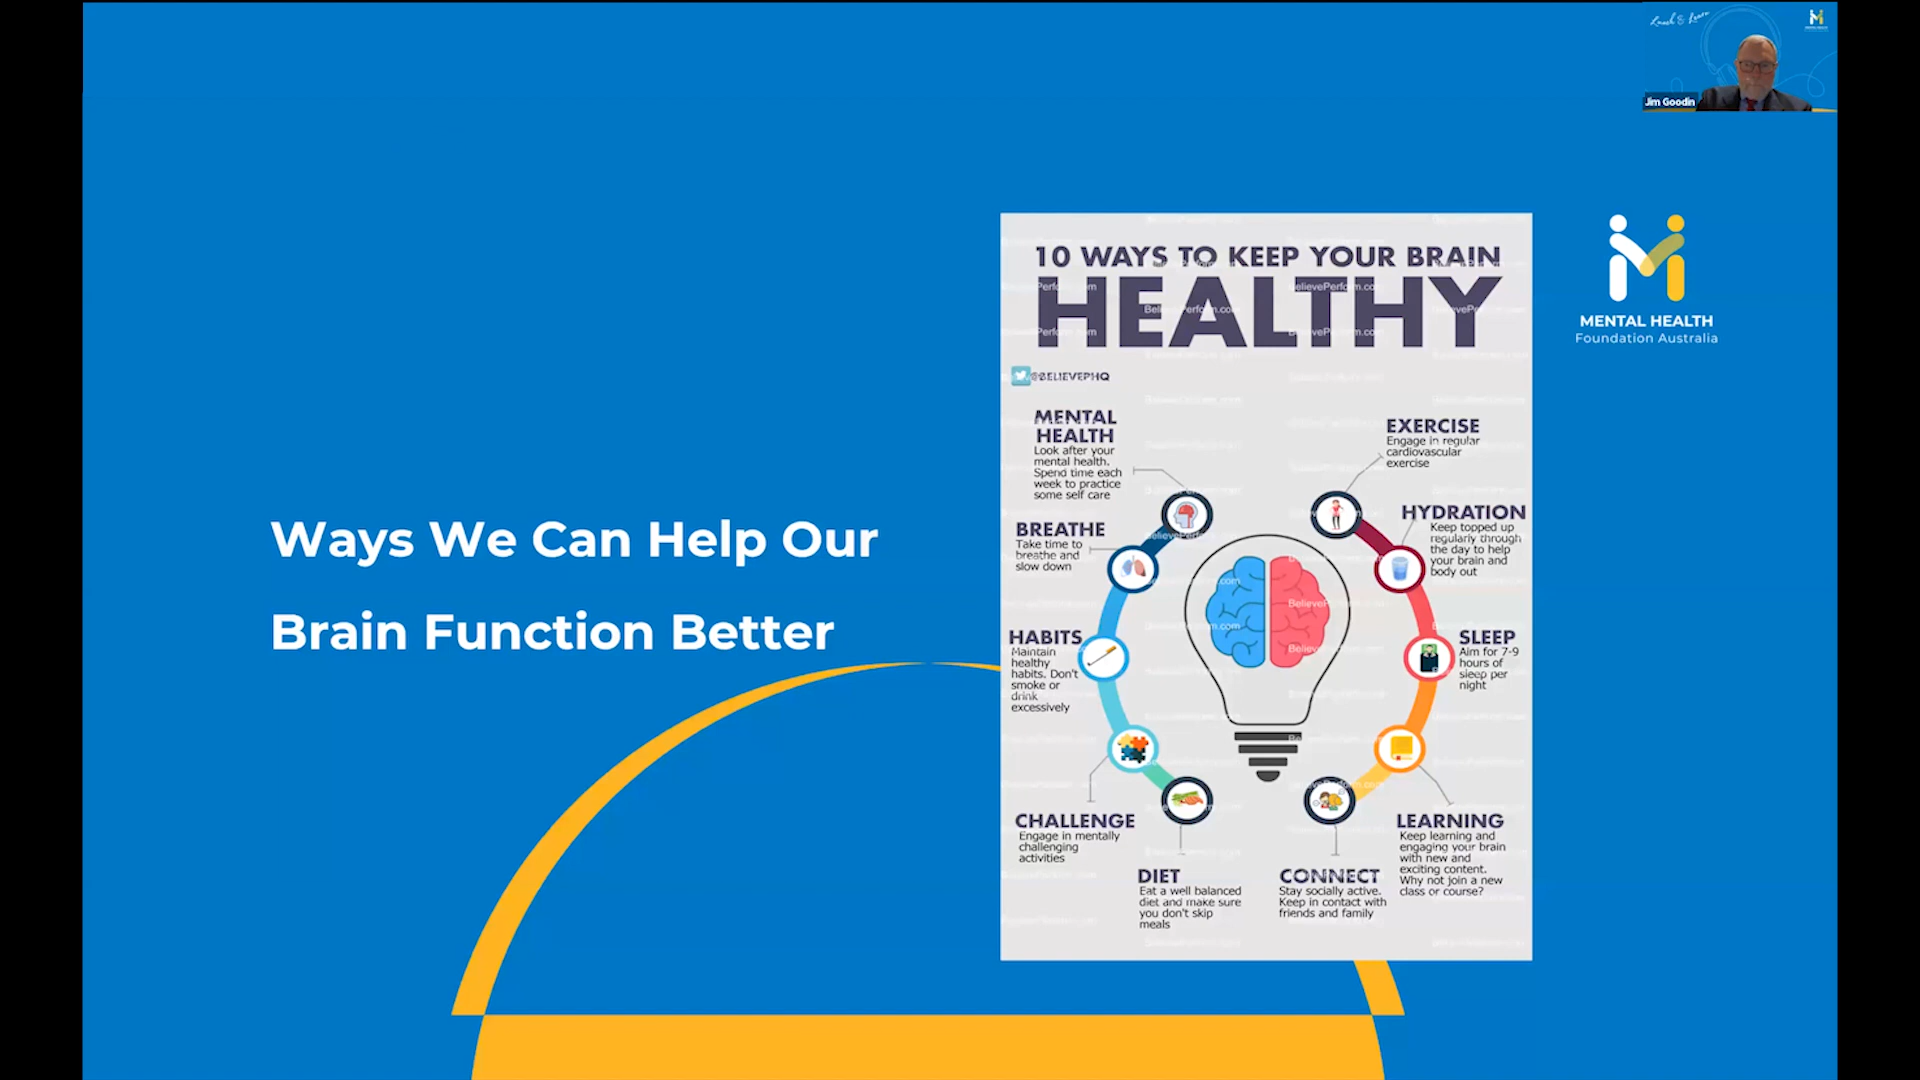 Lunch & Learn
Jim Goodin
MENTAL HEALTH
Foundation Australia
Ways We Can Help Our
Brain Function Better
10 WAYS TO KEEP YOUR BRAIN
HEALTHY
@BELIEVEPHQ
MENTAL
HEALTH
Look after your
mental health.
Spend time each
week to practice
some self care
BREATHE
Take time to
breathe and
slow down
HABITS
Maintain
healthy
habits. Don't
smoke or
drink
excessively
CHALLENGE
Engage in mentally
challenging
activities
DIET
Eat a well balanced
diet and make sure
you don't skip
meals
EXERCISE
Engage in regular
cardiovascular
exercise
HYDRATION
Keep topped up
regularly through
the day to help
your brain and
body out
SLEEP
Aim for 7-9
hours of
sleep per
night
LEARNING
Keep learning and
engaging your brain
with new and
exciting content.
Why not join a new
class or course?
CONNECT
Stay socially active.
Keep in contact with
friends and family
BelievePerform.com